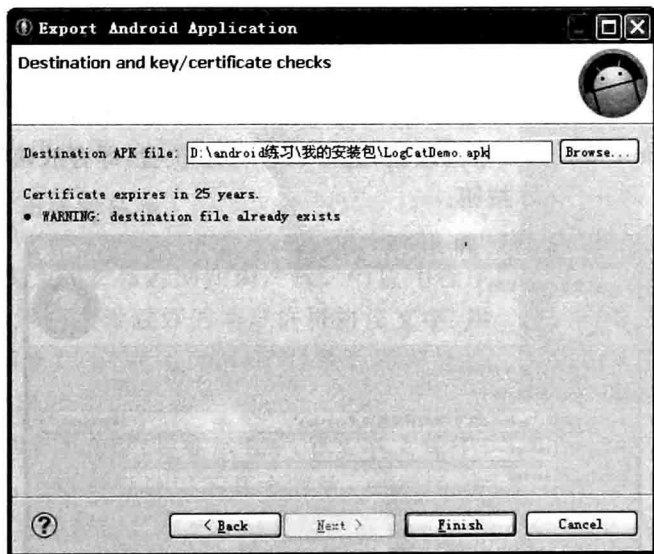 Export Android Application
Destination and key/certificate checks
Destination APK file: D:\android练习\我的安装包\LogCatDemo.apk Browse...
Certificate expires in 25 years.
• WARNING: destination file already exists
< Back Next > Finish Cancel